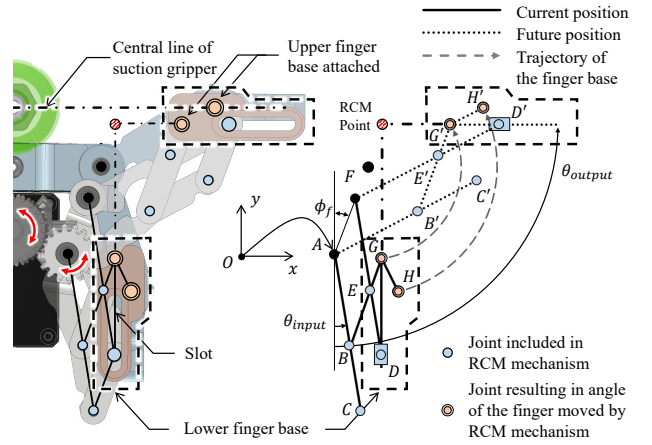 Central line of
suction gripper
Upper finger
base attached
Current position
Future position
Trajectory of
the finger base
RCM
Point
H'
D'
G'
θoutput
F
E'
C'
ϕf
B'
y
A
G
O
x
E
H
θinput
Slot
B
D
Joint included in
RCM mechanism
C
Joint resulting in angle
of the finger moved by
RCM mechanism
Lower finger base